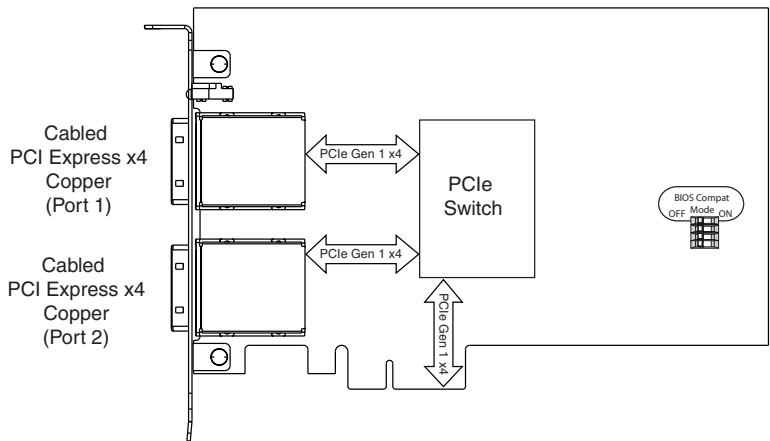 Cabled
PCI Express x4
Copper
(Port 1)
PCIe Gen 1 x4
PCIe
Switch
BIOS Compat
Mode
OFF ON
Cabled
PCI Express x4
Copper
(Port 2)
PCIe Gen 1 x4
PCIe Gen 1 x4